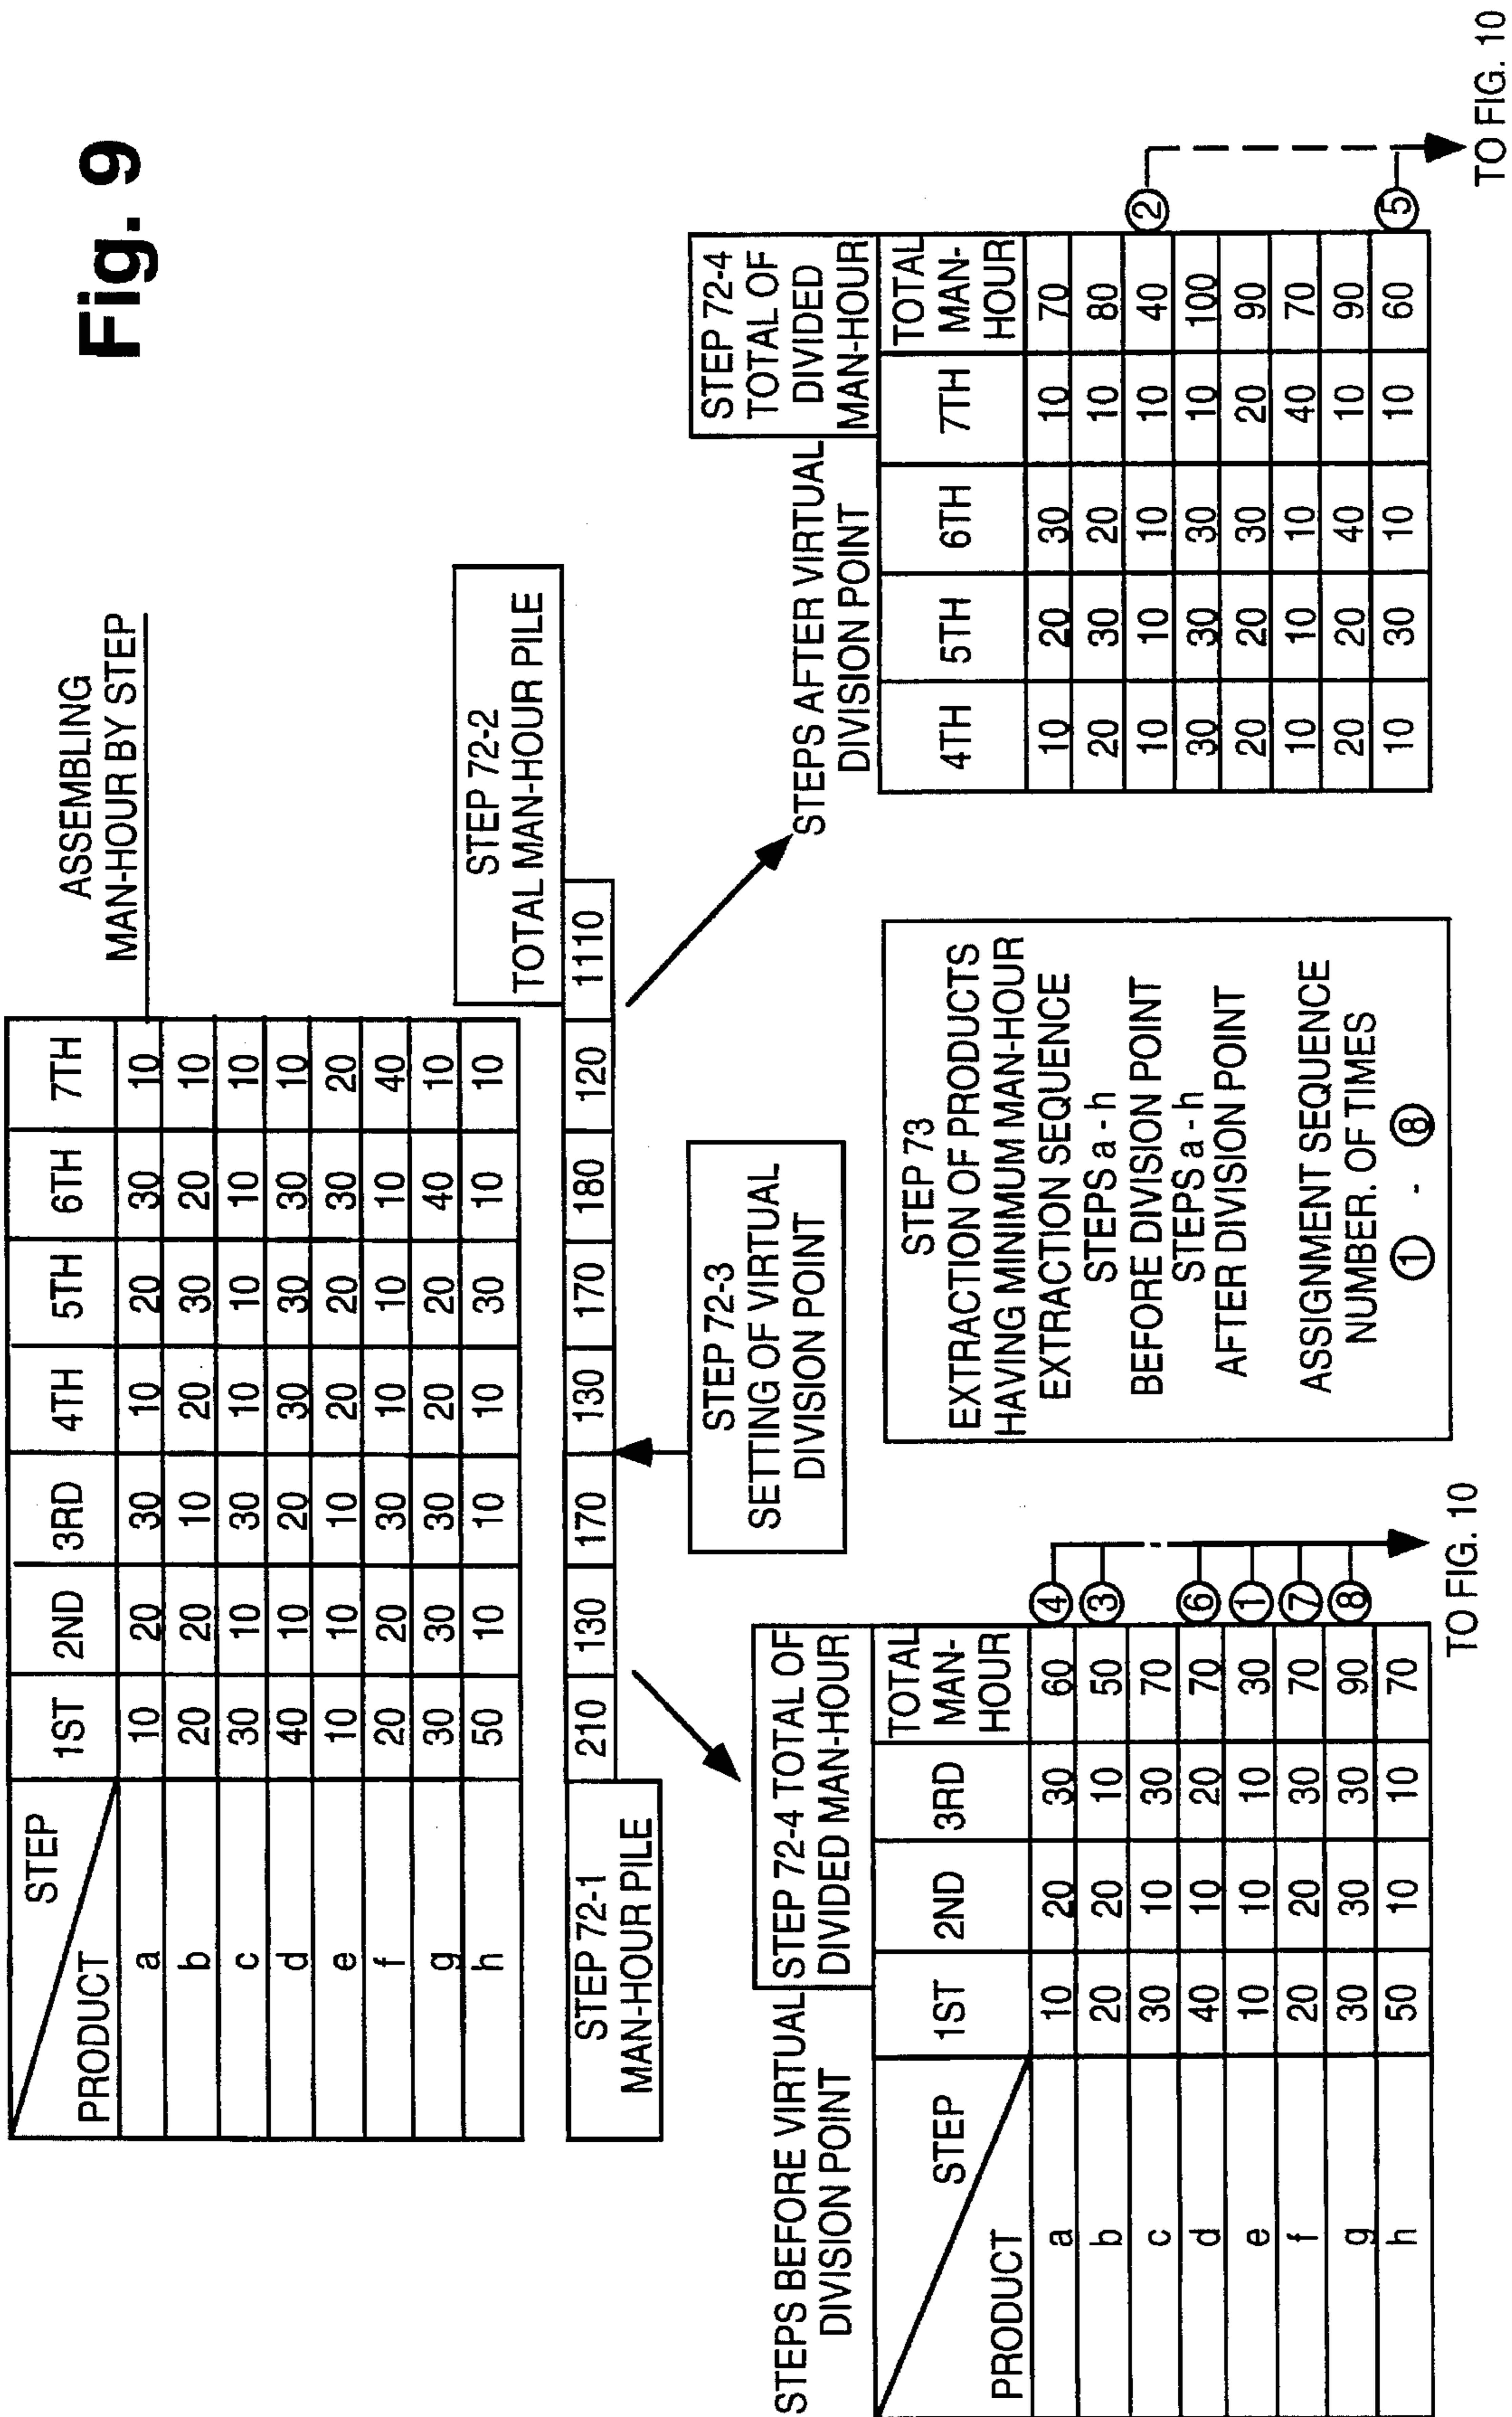 Fig. 9
ASSEMBLING
MAN-HOUR BY STEP
STEP
PRODUCT 1ST 2ND 3RD 4TH 5TH 6TH 7TH
a 10 20 30 10 20 30 10
b 20 20 10 20 30 20 10
c 30 10 30 10 10 10 10
d 40 10 20 30 30 30 10
e 10 10 10 20 20 30 20
f 20 20 30 10 10 10 40
g 30 30 30 20 20 40 10
h 50 10 10 10 30 10 10
STEP 72-1
MAN-HOUR PILE
210 130 170 130 170 180 120 1110
STEP 72-2
TOTAL MAN-HOUR PILE
STEP 72-3
SETTING OF VIRTUAL
DIVISION POINT
STEPS BEFORE VIRTUAL
DIVISION POINT
STEP 72-4 TOTAL OF
DIVIDED MAN-HOUR
STEP
PRODUCT 1ST 2ND 3RD TOTAL
MAN-
HOUR
a 10 20 30 60 ④
b 20 20 10 50 ③
c 30 10 30 70
d 40 10 20 70 ⑥
e 10 10 10 30 ①
f 20 20 30 70 ⑦
g 30 30 30 90 ⑧
h 50 10 10 70
TO FIG. 10
STEP 73
EXTRACTION OF PRODUCTS
HAVING MINIMUM MAN-HOUR
EXTRACTION SEQUENCE
STEPS a - h
BEFORE DIVISION POINT
STEPS a - h
AFTER DIVISION POINT
ASSIGNMENT SEQUENCE
NUMBER. OF TIMES
① - ⑧
STEPS AFTER VIRTUAL
DIVISION POINT
STEP 72-4
TOTAL OF
DIVIDED
MAN-HOUR
4TH 5TH 6TH 7TH TOTAL
MAN-
HOUR
10 20 30 10 70
20 30 20 10 80
10 10 10 10 40 ②
30 30 30 10 100
20 20 30 20 90
10 10 10 40 70
20 20 40 10 90
10 30 10 10 60 ⑤
TO FIG. 10